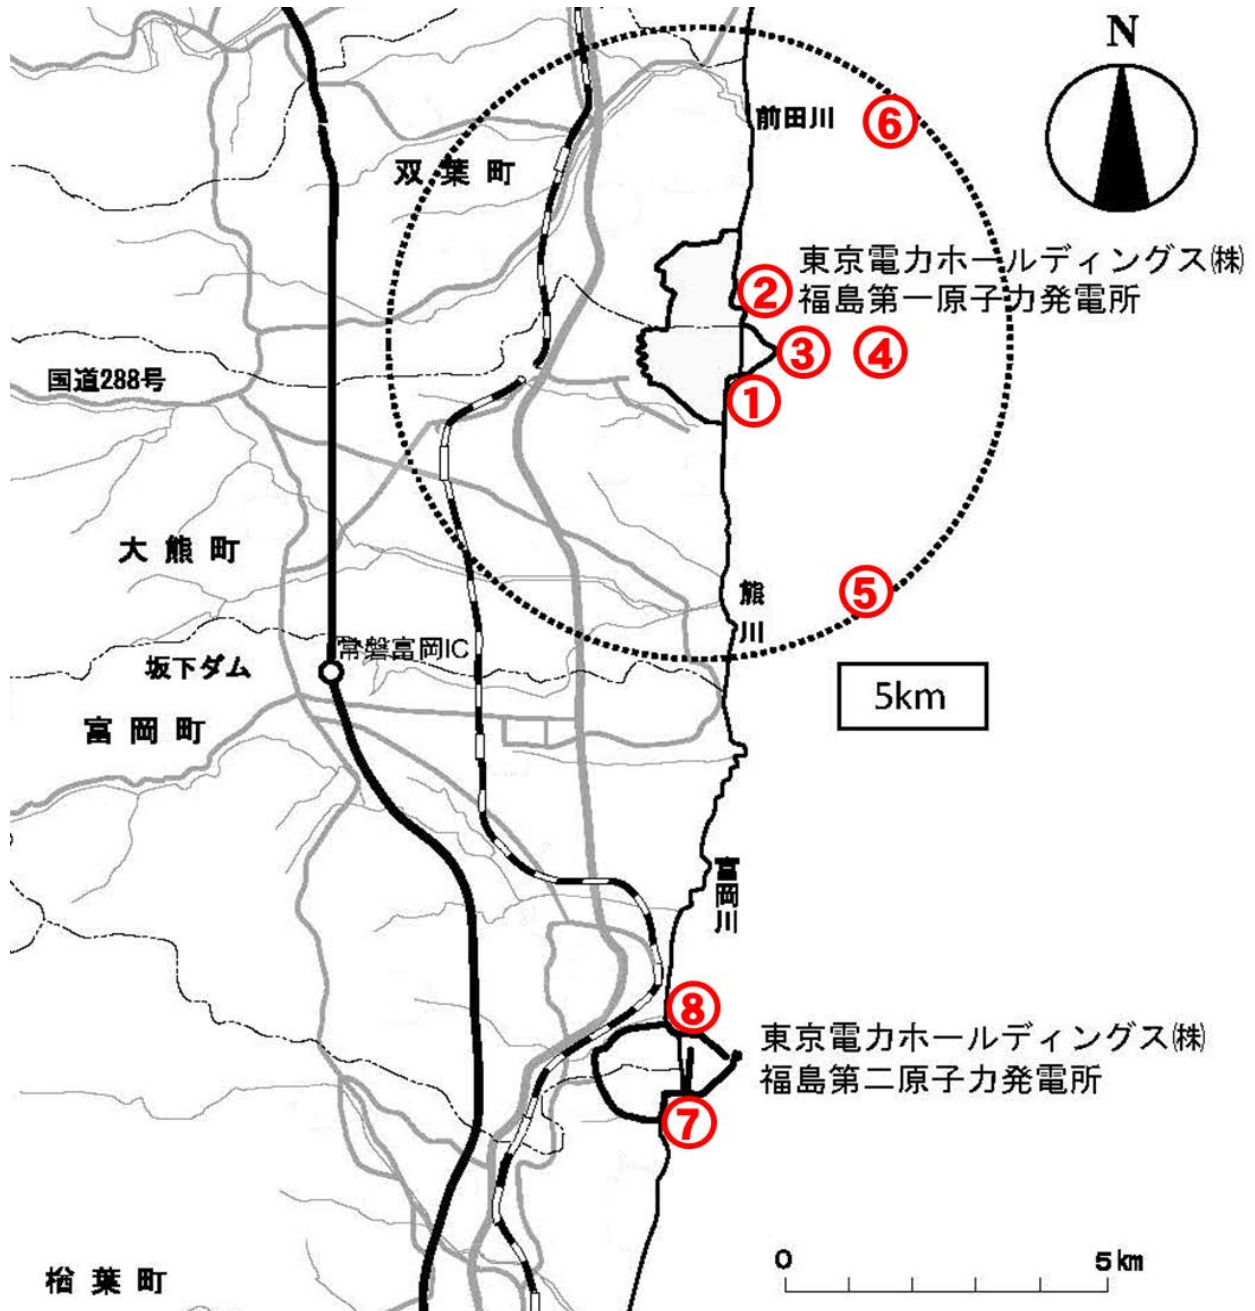 N
前田川
⑥
双葉町
東京電力ホールディングス㈱
福島第一原子力発電所
②
③
④
①
国道288号
大熊町
熊川
⑤
常磐富岡IC
坂下ダム
5km
富岡町
富岡川
⑧
東京電力ホールディングス㈱
福島第二原子力発電所
⑦
0
5km
楢葉町